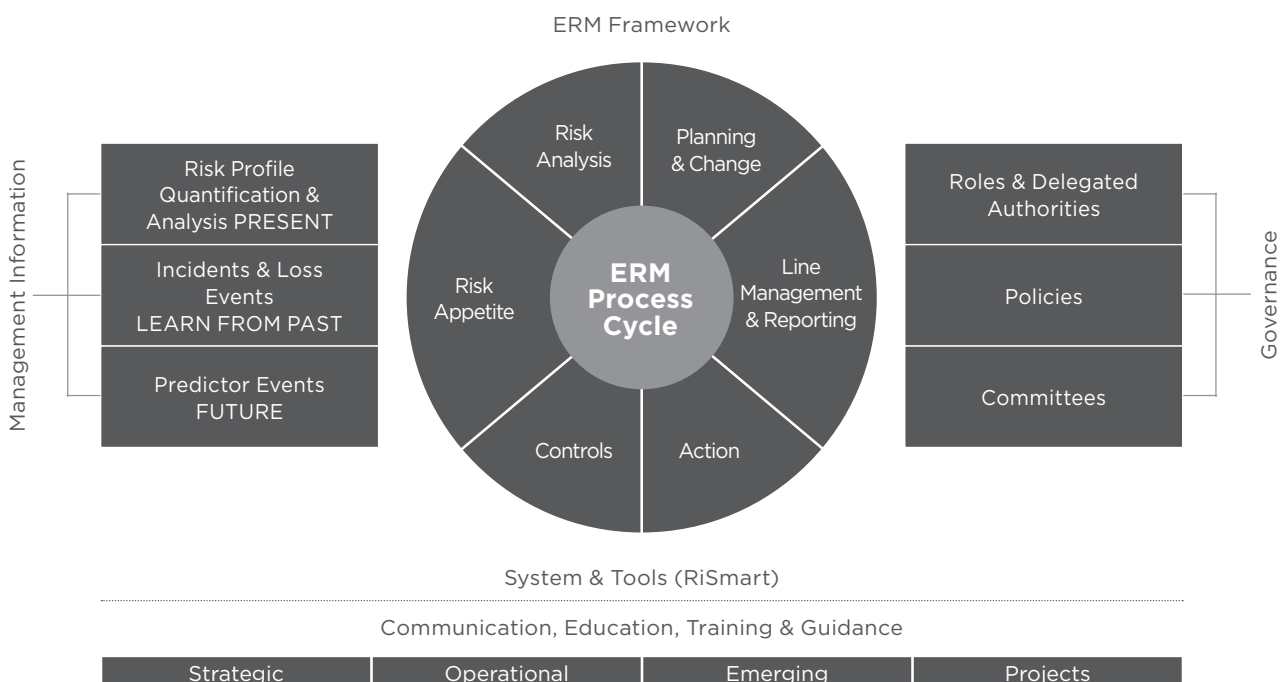 ERM Framework
Management Information
Risk Profile
Quantification &
Analysis PRESENT
Incidents & Loss
Events
LEARN FROM PAST
Predictor Events
FUTURE
Risk
Analysis
Planning
& Change
Risk
Appetite
ERM
Process
Cycle
Line
Management
& Reporting
Controls
Action
Roles & Delegated
Authorities
Policies
Committees
Governance
System & Tools (RiSmart)
Communication, Education, Training & Guidance
Strategic
Operational
Emerging
Projects